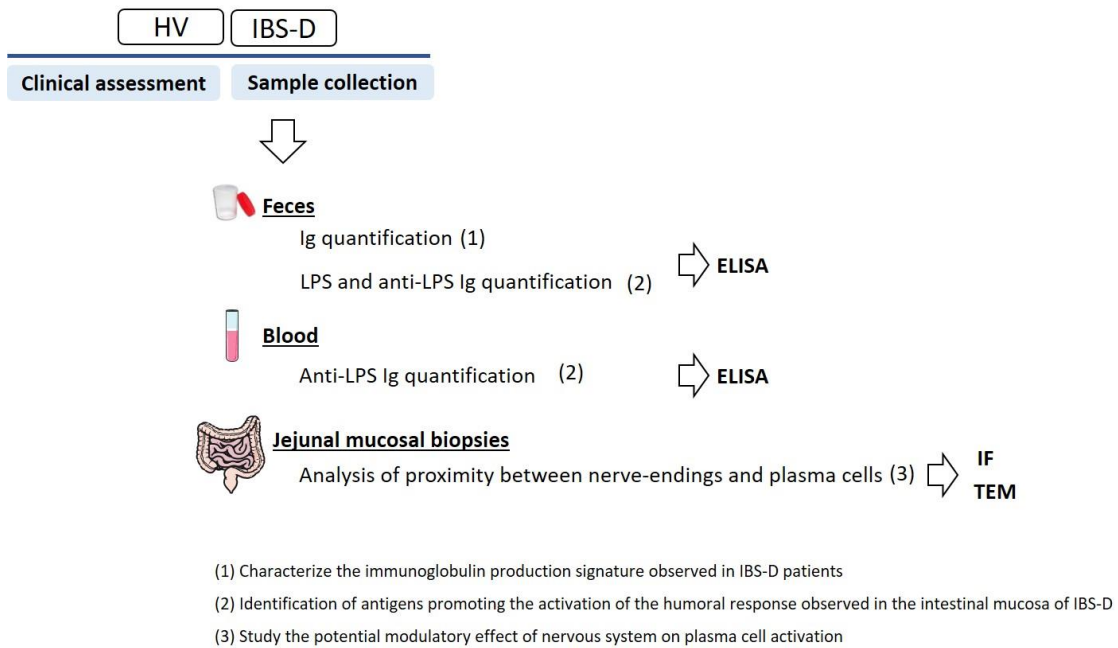 HV IBS-D
Clinical assessment Sample collection
Feces
Ig quantification (1)
LPS and anti-LPS Ig quantification (2)
ELISA
Blood
Anti-LPS Ig quantification (2)
ELISA
Jejunal mucosal biopsies
Analysis of proximity between nerve-endings and plasma cells (3)
IF
TEM
(1) Characterize the immunoglobulin production signature observed in IBS-D patients
(2) Identification of antigens promoting the activation of the humoral response observed in the intestinal mucosa of IBS-D
(3) Study the potential modulatory effect of nervous system on plasma cell activation